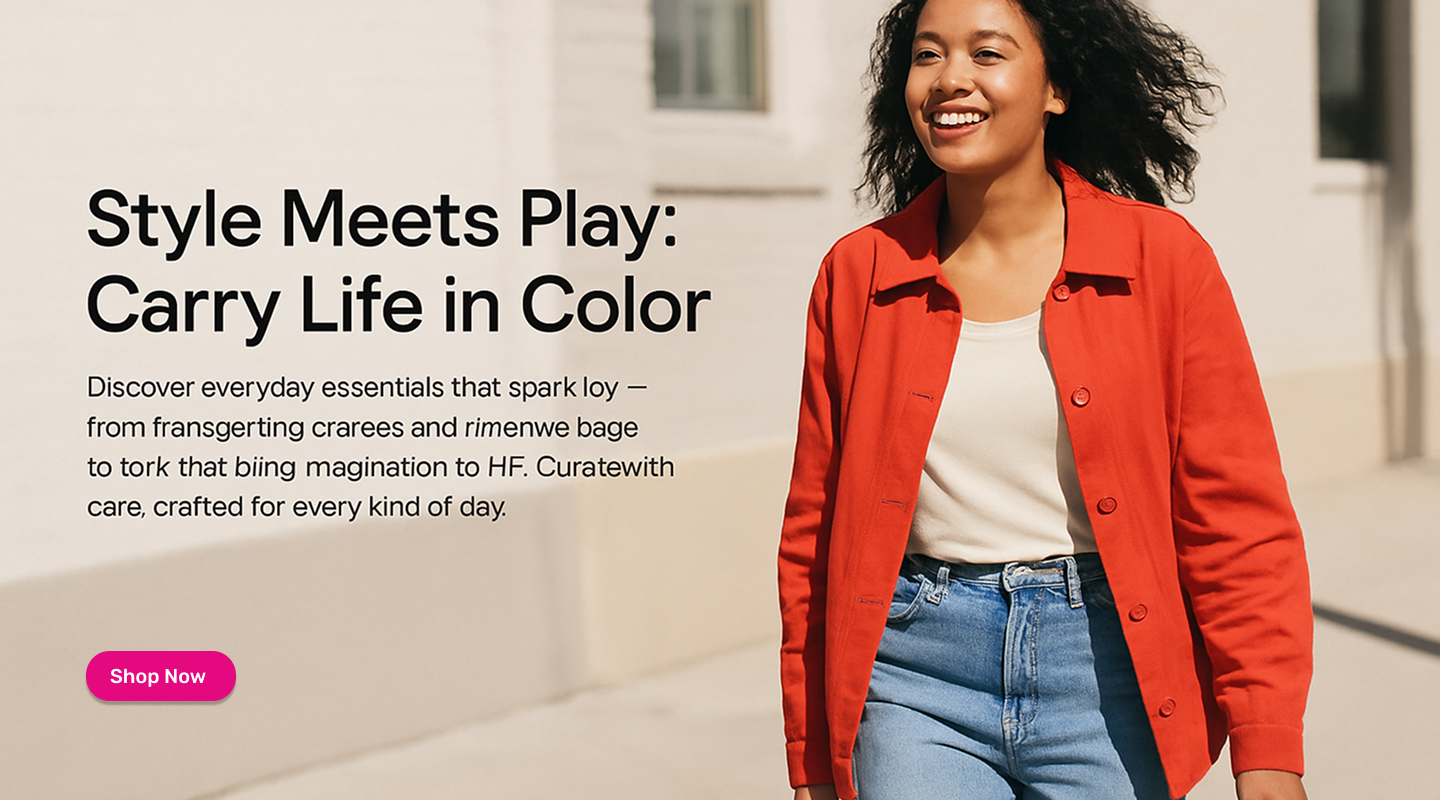 Style Meets Play:
Carry Life in Color
Discover everyday essentials that spark loy —
from fransgerting crarees and rimenwe bage
to tork that biing magination to HF. Curatewith
care, crafted for every kind of day.
Shop Now